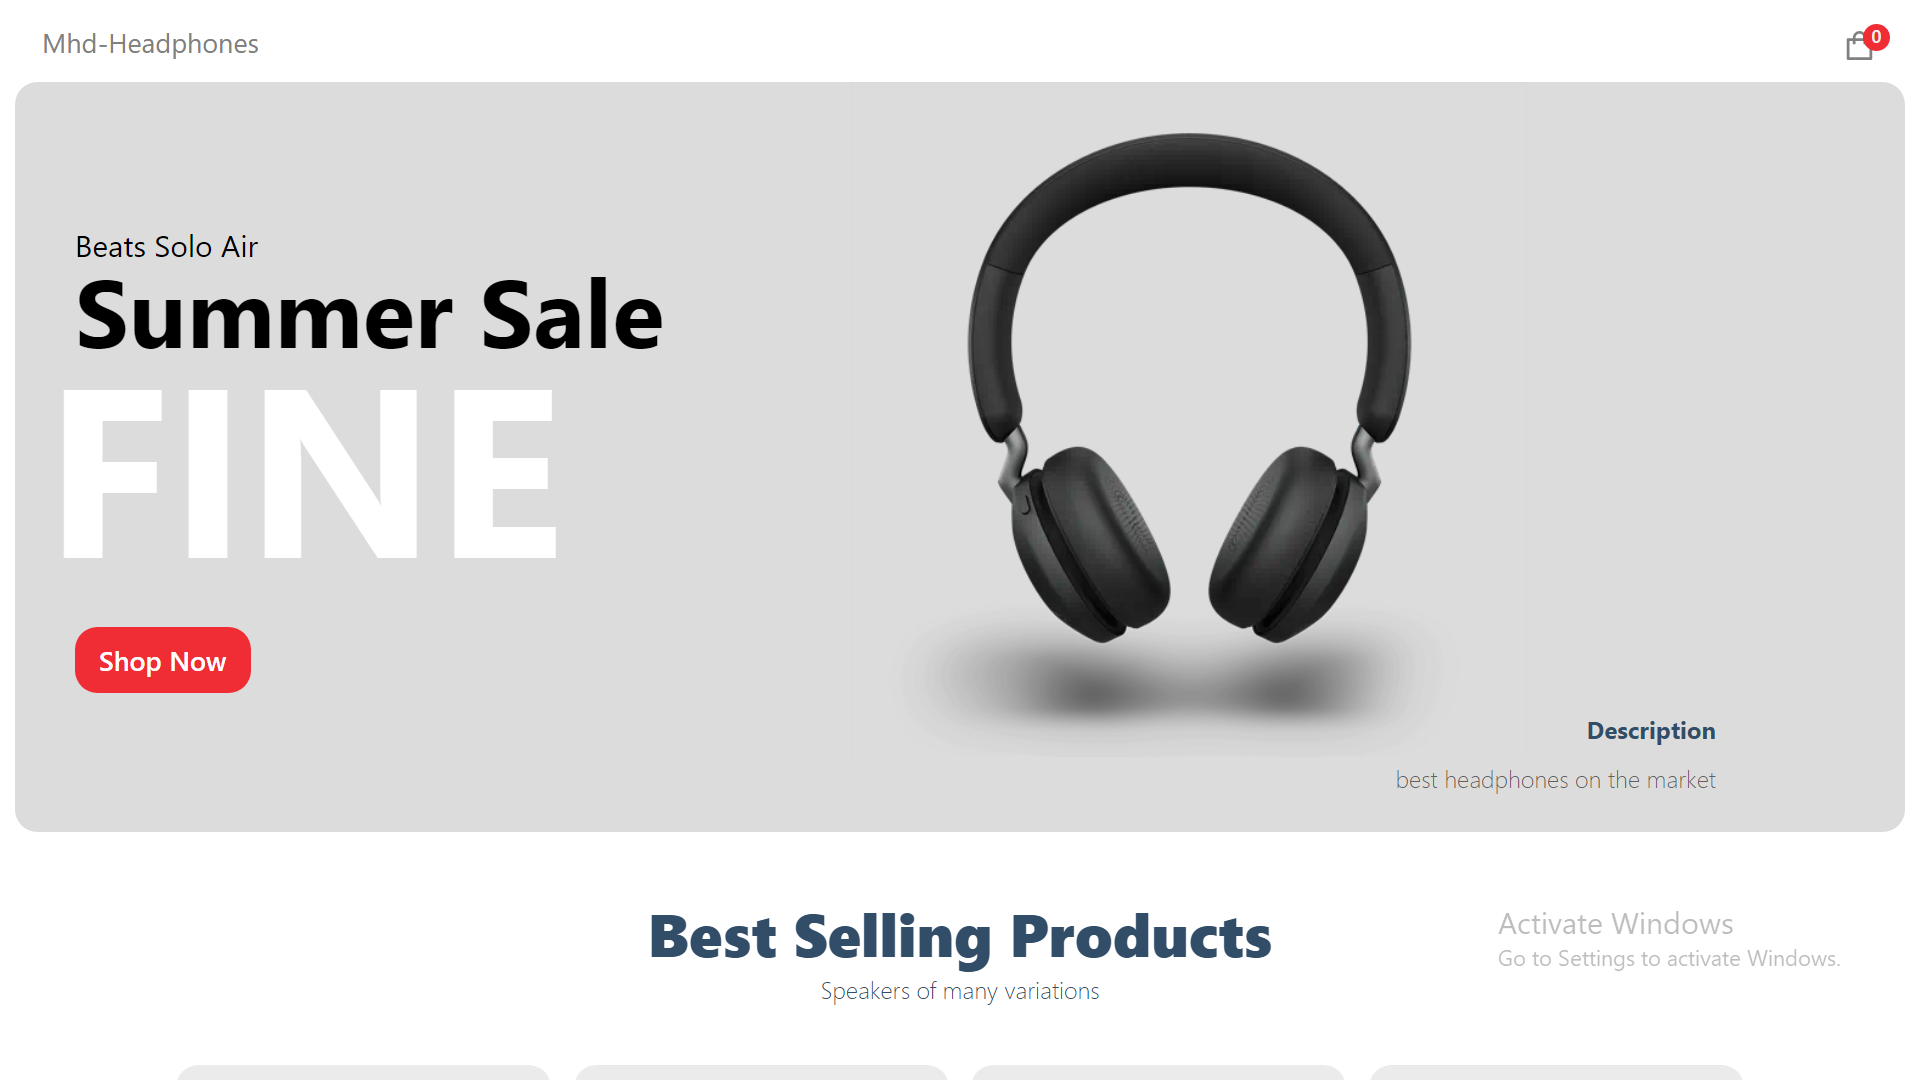 Mhd-Headphones
0
Beats Solo Air
Summer Sale
FINE
Shop Now
Description
best headphones on the market
Best Selling Products
Speakers of many variations
Activate Windows
Go to Settings to activate Windows.